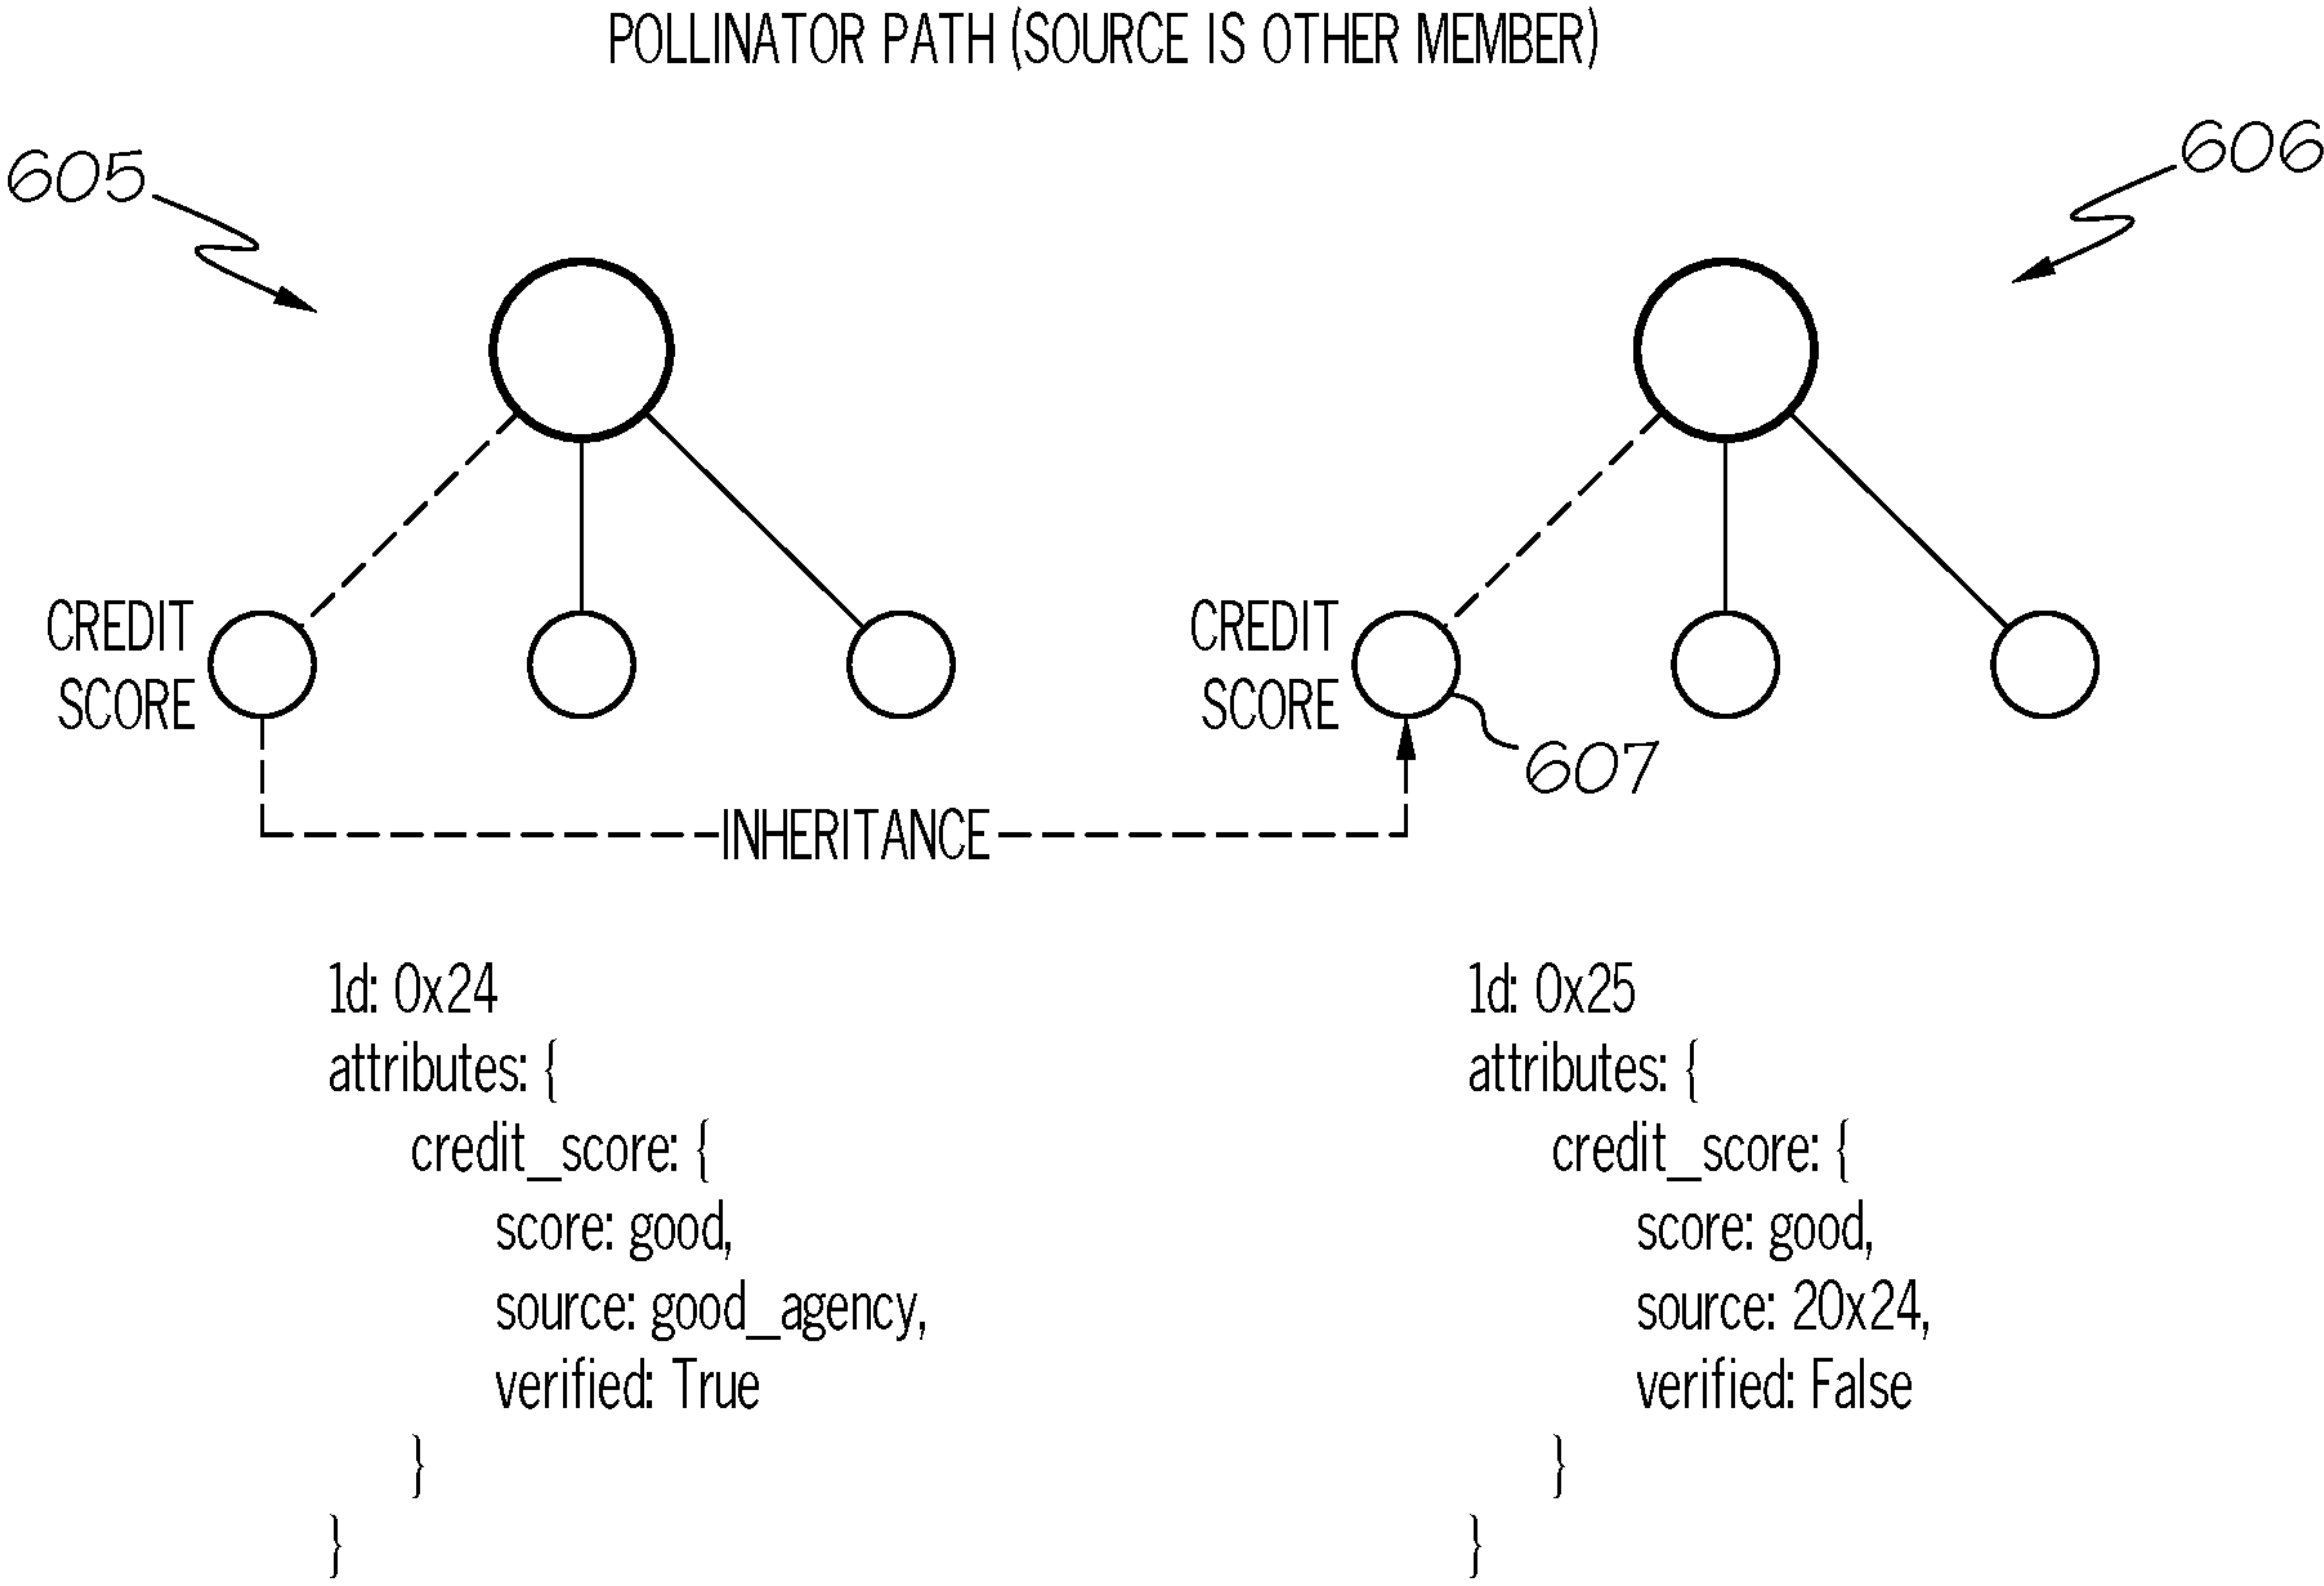 POLLINATOR PATH (SOURCE IS OTHER MEMBER)
605
606
CREDIT
SCORE
CREDIT
SCORE
607
INHERITANCE
1d: 0x24
attributes: {
credit_score: {
score: good,
source: good_agency,
verified: True
}
}
1d: 0x25
attributes: {
credit_score: {
score: good,
source: 20x24,
verified: False
}
}